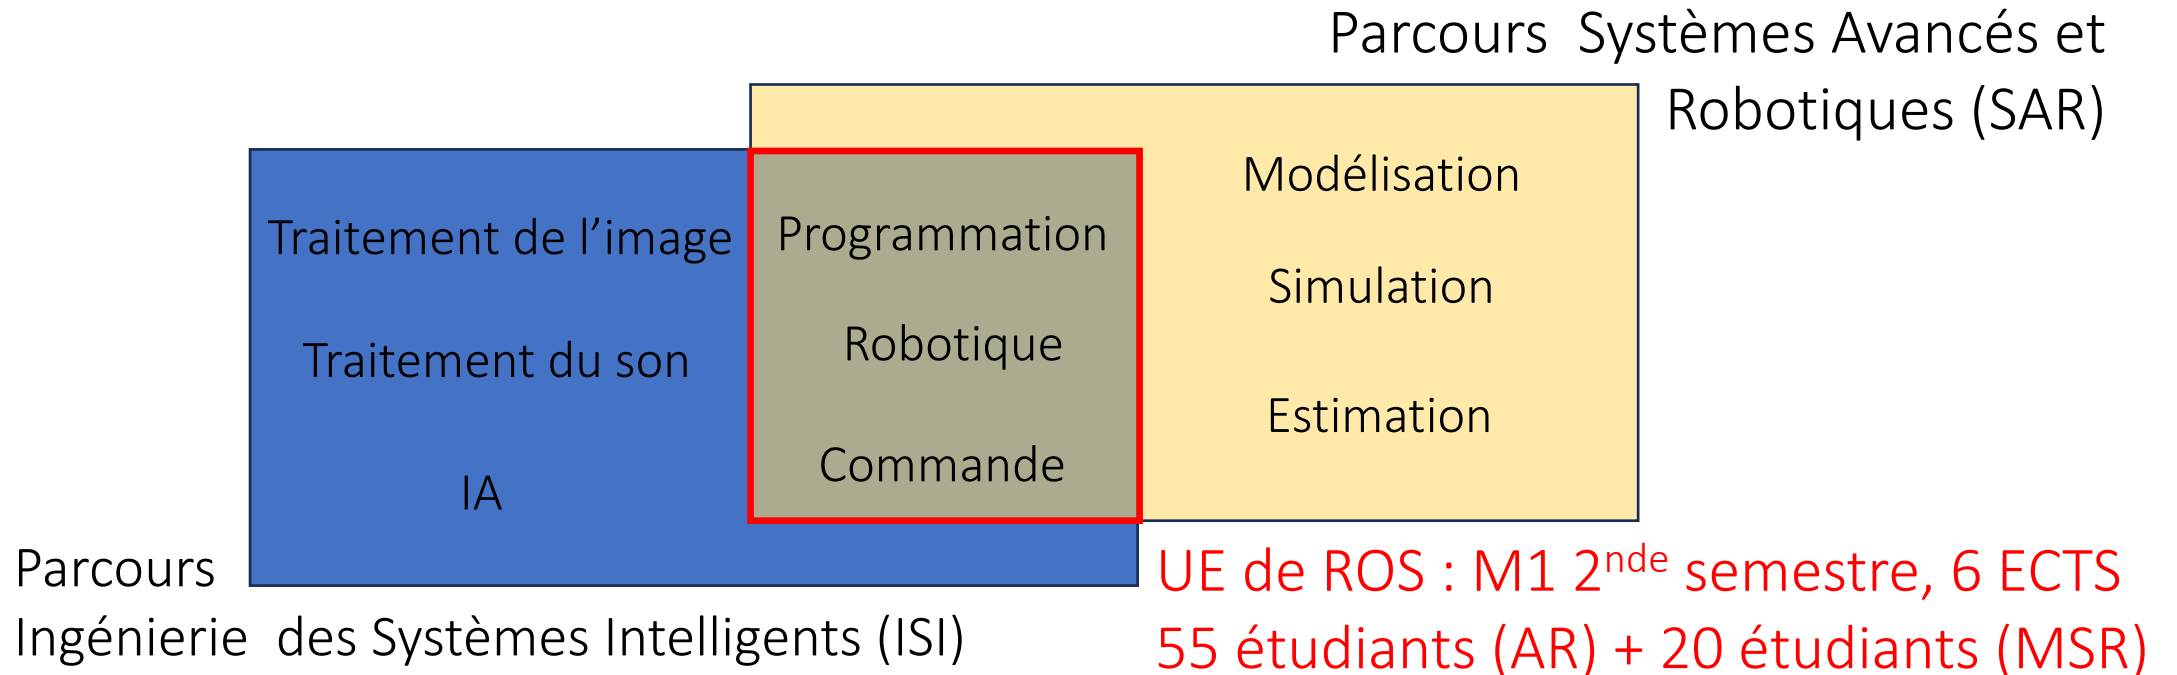 Parcours Systèmes Avancés et
Robotiques (SAR)
Traitement de l’image
Traitement du son
IA
Programmation
Robotique
Commande
Modélisation
Simulation
Estimation
Parcours
Ingénierie des Systèmes Intelligents (ISI)
UE de ROS : M1 2nde semestre, 6 ECTS
55 étudiants (AR) + 20 étudiants (MSR)